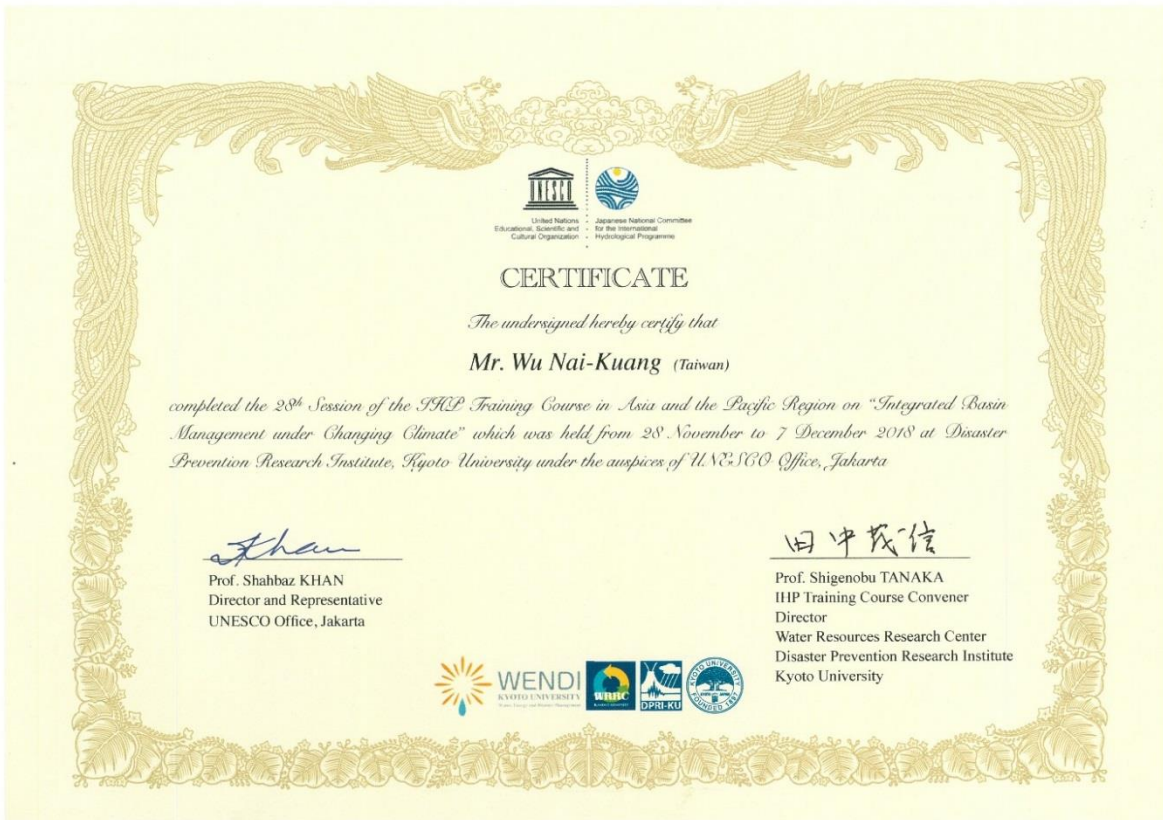 UNESCO
United Nations
Educational, Scientific and
Cultural Organization
Japanese National Committee
for the International
Hydrological Programme
CERTIFICATE
The undersigned hereby certify that
Mr. Wu Nai-Kuang (Taiwan)
completed the 28th Session of the IHP Training Course in Asia and the Pacific Region on “Integrated Basin
Management under Changing Climate” which was held from 28 November to 7 December 2018 at Disaster
Prevention Research Institute, Kyoto University under the auspices of UNESCO Office, Jakarta
Khan
Prof. Shahbaz KHAN
Director and Representative
UNESCO Office, Jakarta
田中茂信
Prof. Shigenobu TANAKA
IHP Training Course Convener
Director
Water Resources Research Center
Disaster Prevention Research Institute
Kyoto University
WENDI
KYOTO UNIVERSITY
WRRC
DPRI-KU
KYOTO UNIVERSITY
FOUNDED 1897